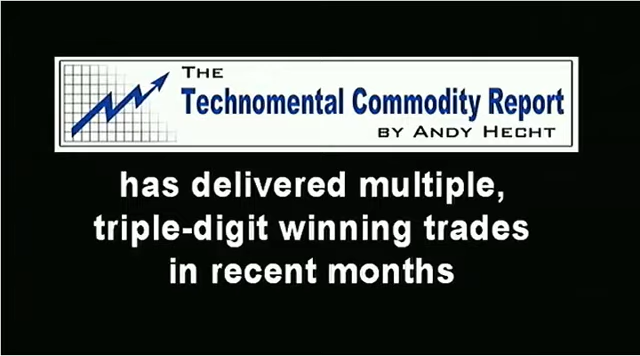 THE
Technomental Commodity Report
BY ANDY HECHT
has delivered multiple,
triple-digit winning trades
in recent months